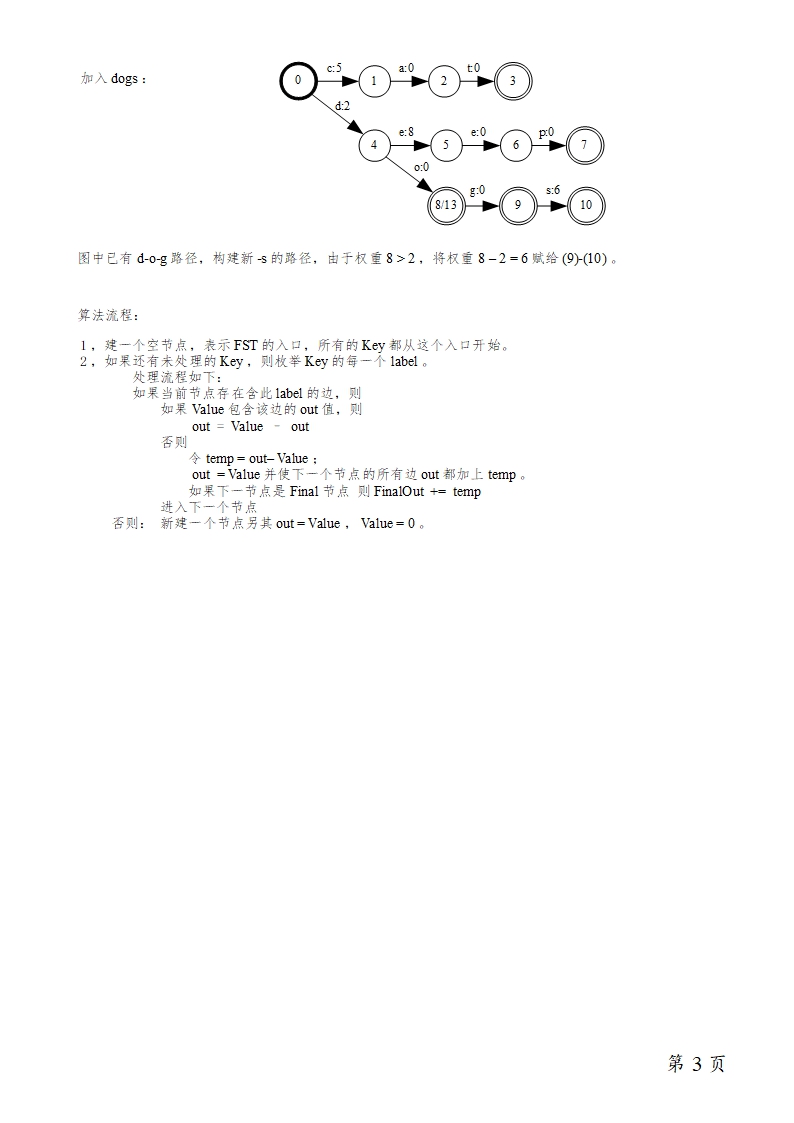 加入 dogs：
0 c:5 1 a:0 2 t:0 3
d:2
4 e:8 5 e:0 6 p:0 7
o:0
8/13 g:0 9 s:6 10
图中已有 d-o-g 路径，构建新 -s 的路径，由于权重 8 > 2 ，将权重 8 – 2 = 6 赋给 (9)-(10) 。
算法流程：
1，建一个空节点，表示 FST 的入口，所有的 Key 都从这个入口开始。
2，如果还有未处理的 Key ，则枚举 Key 的每一个 label 。
处理流程如下：
如果当前节点存在含此 label 的边，则
如果 Value 包含该边的 out 值，则
out = Value – out
否则
令 temp = out– Value ；
out = Value 并使下一个节点的所有边 out 都加上 temp 。
如果下一节点是 Final 节点 则 FinalOut += temp
进入下一个节点
否则： 新建一个节点另其 out = Value ， Value = 0 。
第 3 页